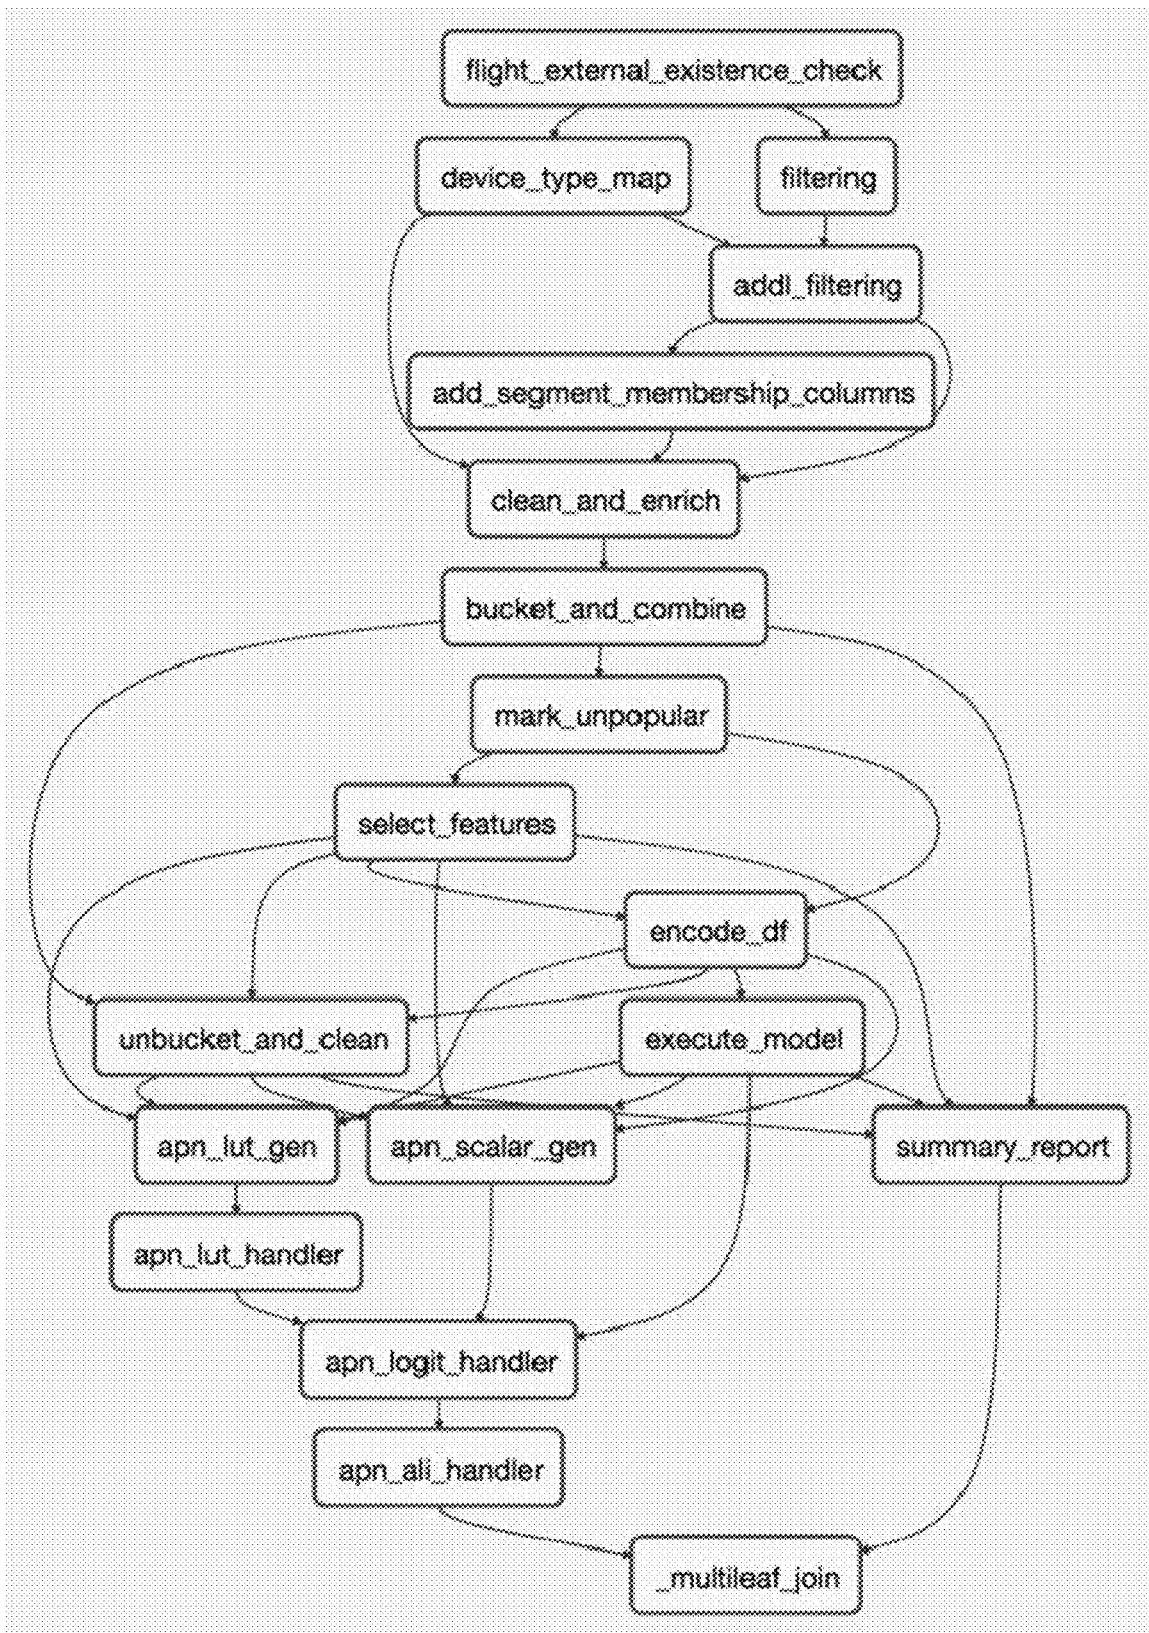 flight_external_existence_check
device_type_map
filtering
addl_filtering
add_segment_membership_columns
clean_and_enrich
bucket_and_combine
mark_unpopular
select_features
encode_df
unbucket_and_clean
execute_model
apn_lut_gen
apn_scalar_gen
summary_report
apn_lut_handler
apn_logit_handler
apn_ali_handler
_multileaf_join